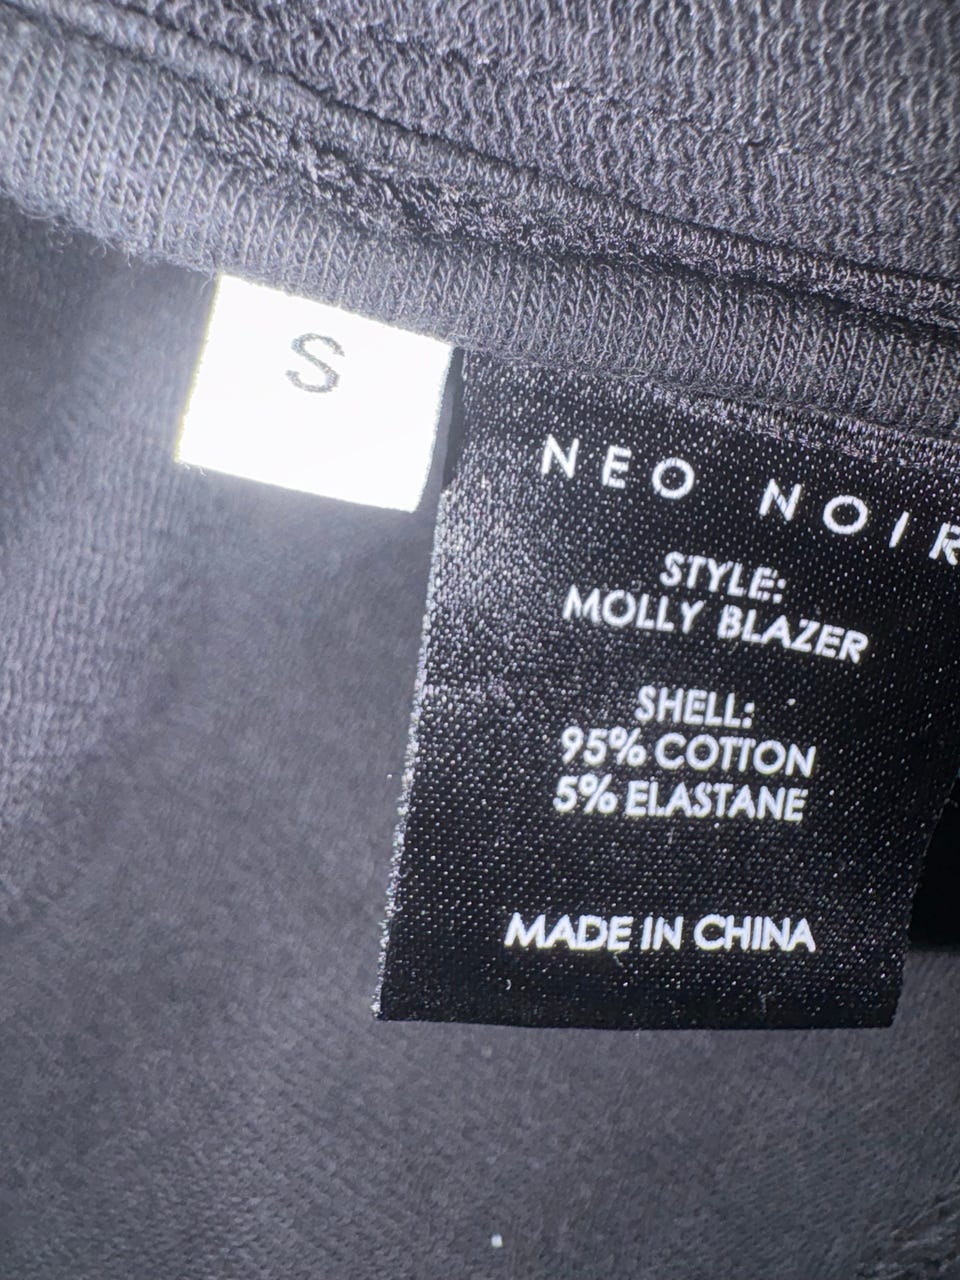 S
NEO NOIR
STYLE:
MOLLY BLAZER
SHELL:
95% COTTON
5% ELASTANE
MADE IN CHINA